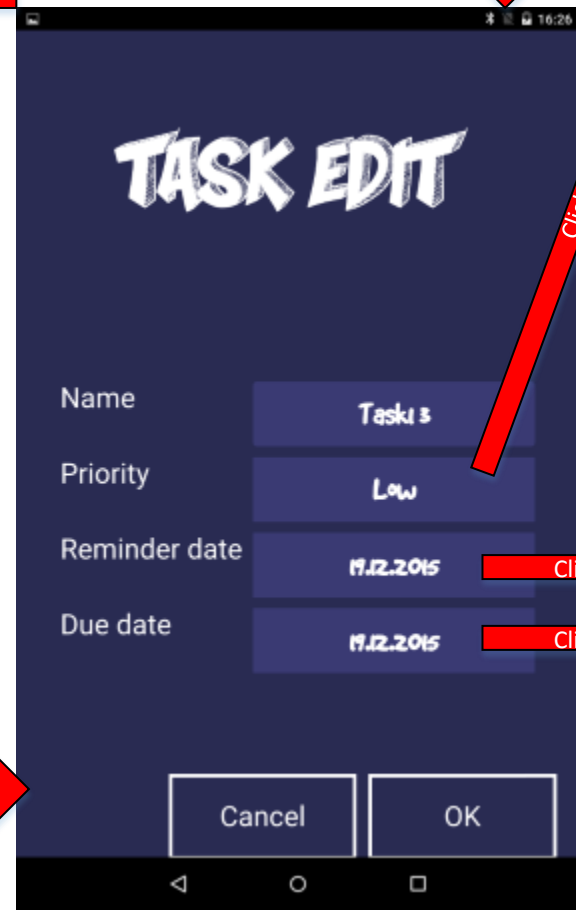 16:26
TASK EDIT
Name
Task 3
Priority
Low
Reminder date
19.12.2015
Due date
19.12.2015
Cancel OK